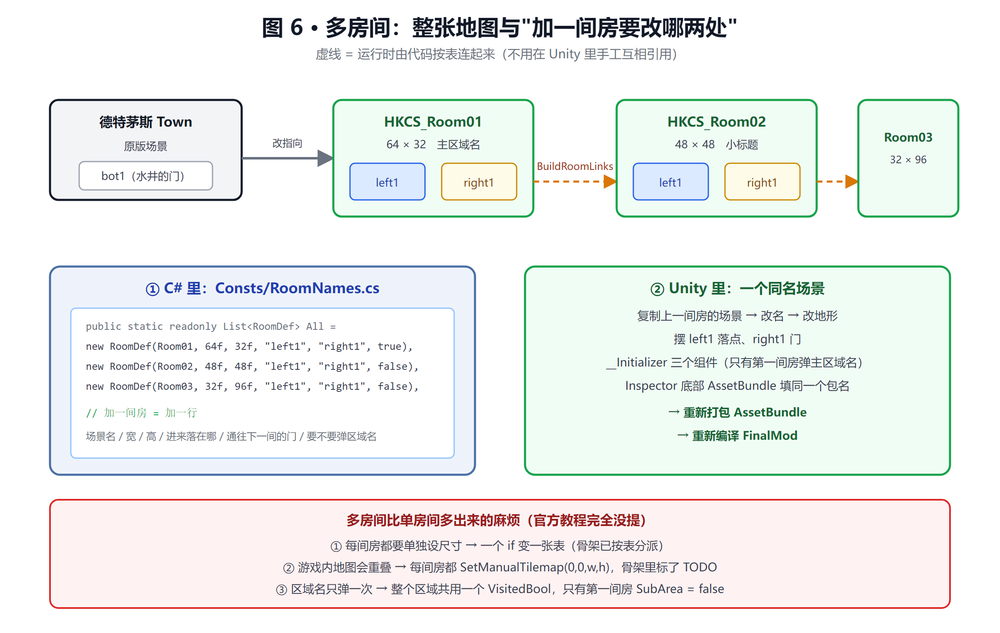 图 6 • 多房间：整张地图与"加一间房要改哪两处"
虚线 = 运行时由代码按表连起来（不用在 Unity 里手工互相引用）
德特茅斯 Town
原版场景
bot1（水井的门）
改指向
HKCS_Room01
64 × 32 主区域名
left1
right1
BuildRoomLinks
HKCS_Room02
48 × 48 小标题
left1
right1
Room03
32 × 96
① C# 里：Consts/RoomNames.cs
public static readonly List<RoomDef> All =
new RoomDef(Room01, 64f, 32f, "left1", "right1", true),
new RoomDef(Room02, 48f, 48f, "left1", "right1", false),
new RoomDef(Room03, 32f, 96f, "left1", "right1", false),
// 加一间房 = 加一行
场景名 / 宽 / 高 / 进来落在哪 / 通往下一间的门 / 要不要弹区域名
② Unity 里：一个同名场景
复制上一间房的场景 → 改名 → 改地形
摆 left1 落点、right1 门
__Initializer 三个组件（只有第一间房弹主区域名）
Inspector 底部 AssetBundle 填同一个包名
→ 重新打包 AssetBundle
→ 重新编译 FinalMod
多房间比单房间多出来的麻烦（官方教程完全没提）
① 每间房都要单独设尺寸 → 一个 if 变一张表（骨架已按表分派）
② 游戏内地图会重叠 → 每间房都 SetManualTilemap(0,0,w,h)，骨架里标了 TODO
③ 区域名只弹一次 → 整个区域共用一个 VisitedBool，只有第一间房 SubArea = false